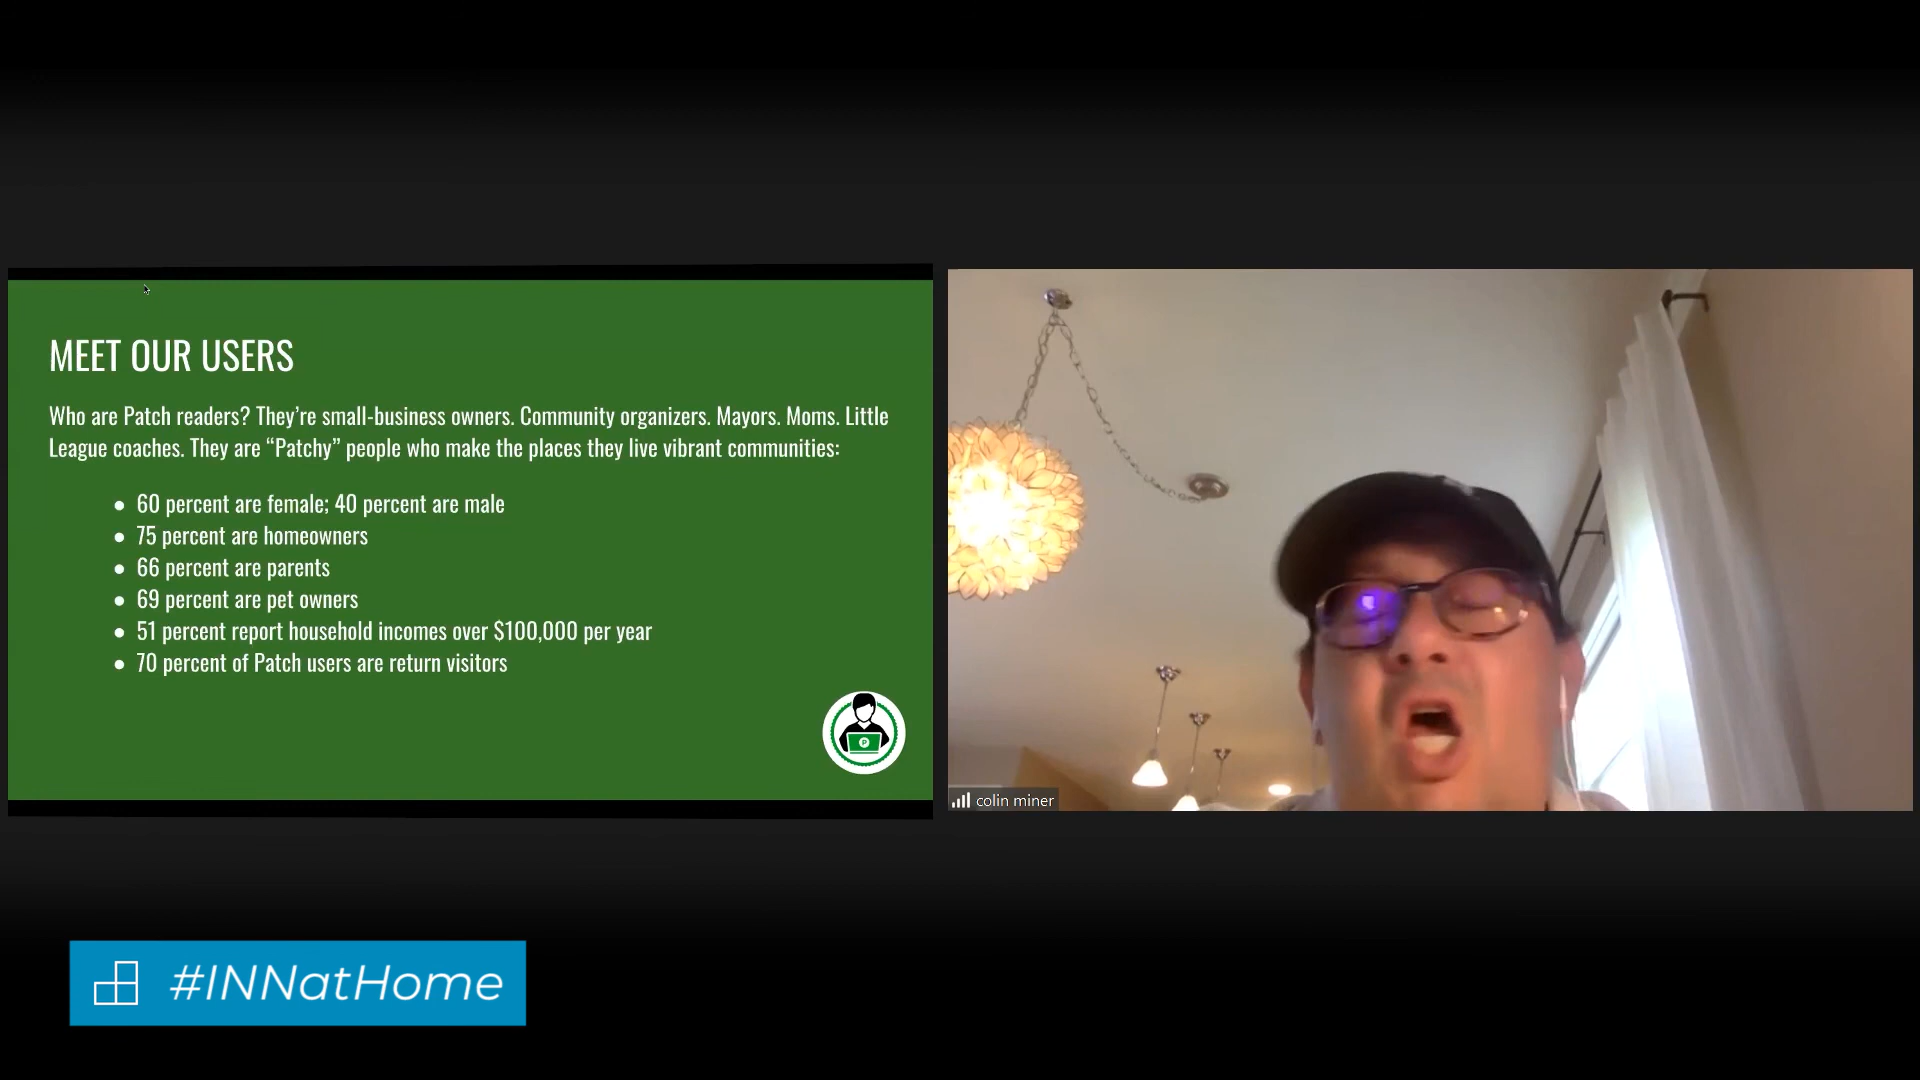 MEET OUR USERS
Who are Patch readers? They’re small-business owners. Community organizers. Mayors. Moms. Little
League coaches. They are “Patchy” people who make the places they live vibrant communities:
● 60 percent are female; 40 percent are male
● 75 percent are homeowners
● 66 percent are parents
● 69 percent are pet owners
● 51 percent report household incomes over $100,000 per year
● 70 percent of Patch users are return visitors
P
colin miner
#INNatHome